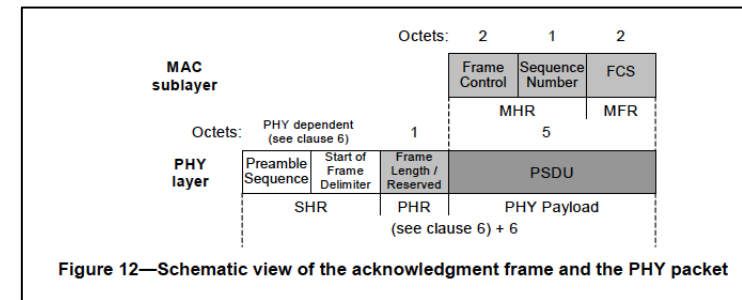 Octets: 2 1 2
MAC sublayer
Frame Control
Sequence Number
FCS
MHR MFR
Octets: PHY dependent (see clause 6) 1 5
PHY layer
Preamble Sequence
Start of Frame Delimiter
Frame Length / Reserved
PSDU
SHR PHR PHY Payload
(see clause 6) + 6
Figure 12—Schematic view of the acknowledgment frame and the PHY packet